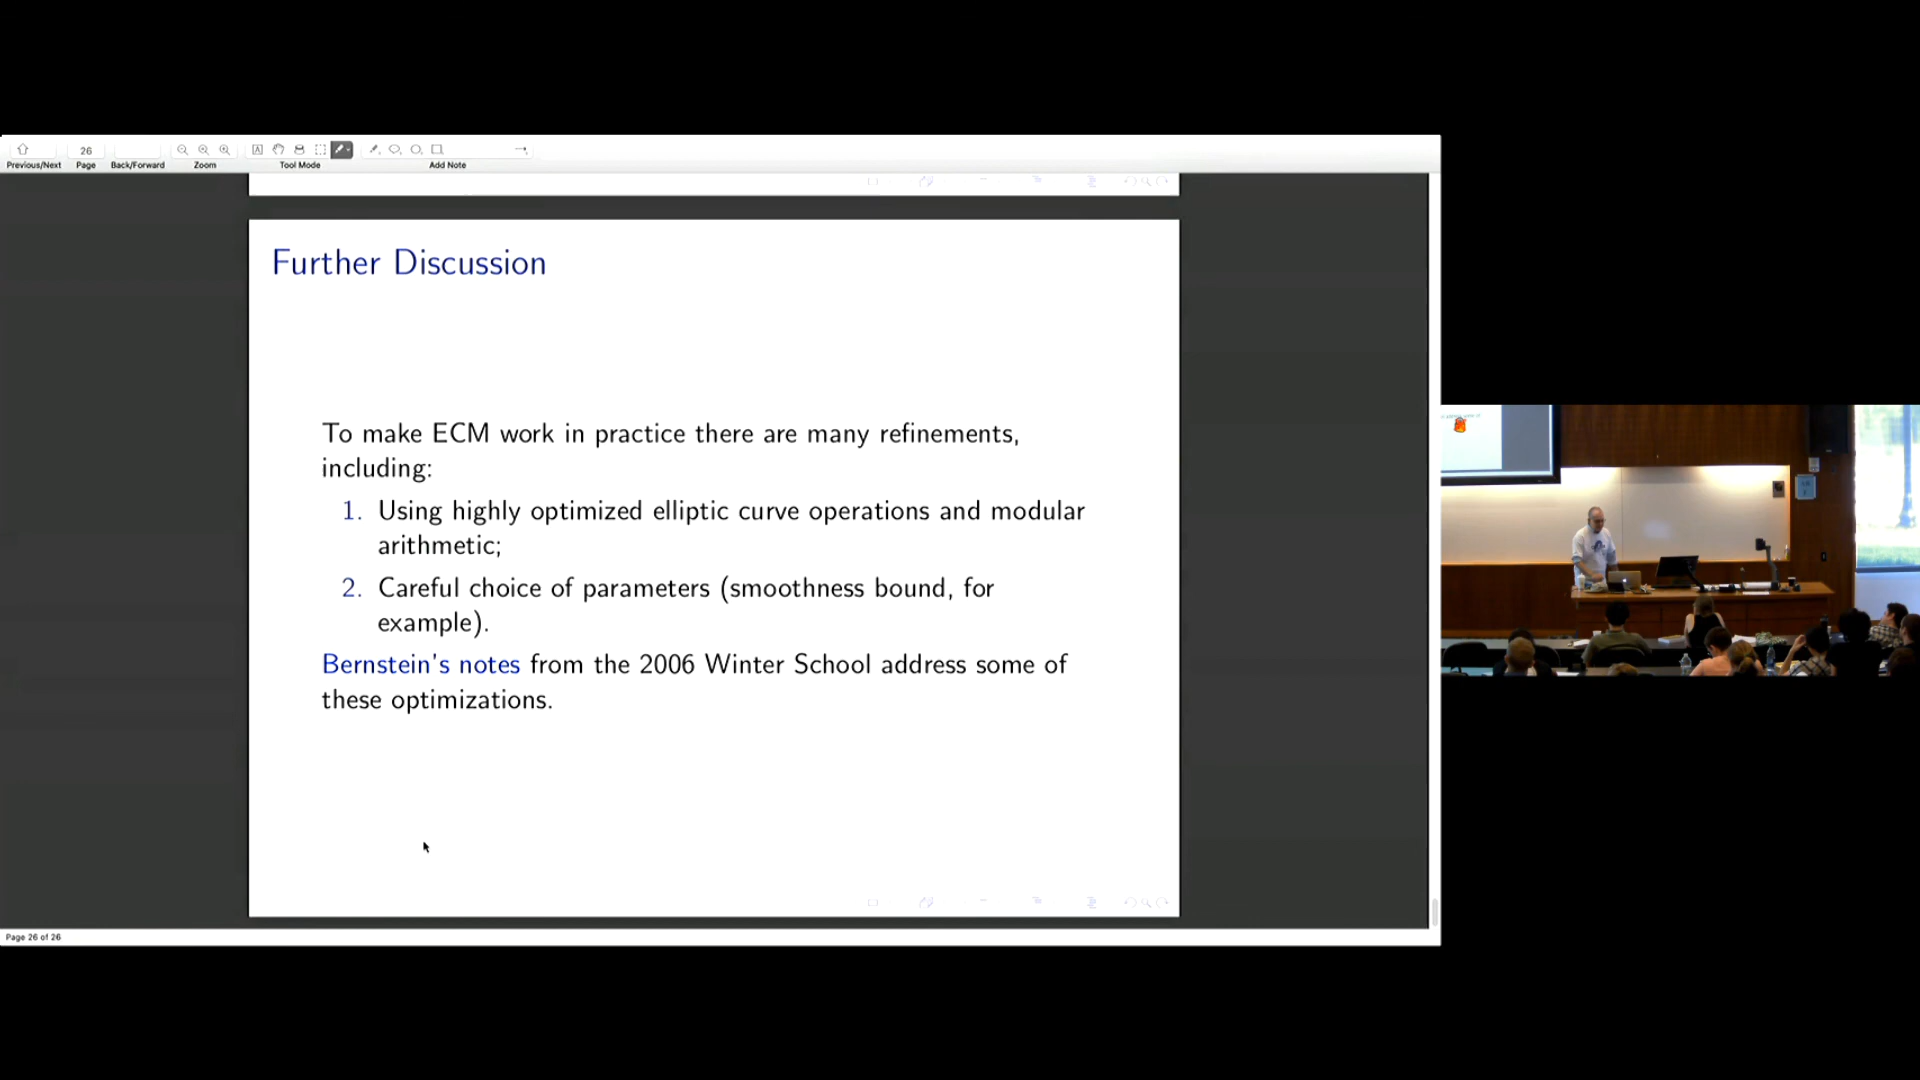 26
Previous/Next
Page
Back/Forward
Zoom
Tool Mode
Add Note
Further Discussion
To make ECM work in practice there are many refinements,
including:
1. Using highly optimized elliptic curve operations and modular
arithmetic;
2. Careful choice of parameters (smoothness bound, for
example).
Bernstein's notes from the 2006 Winter School address some of
these optimizations.
Page 26 of 26